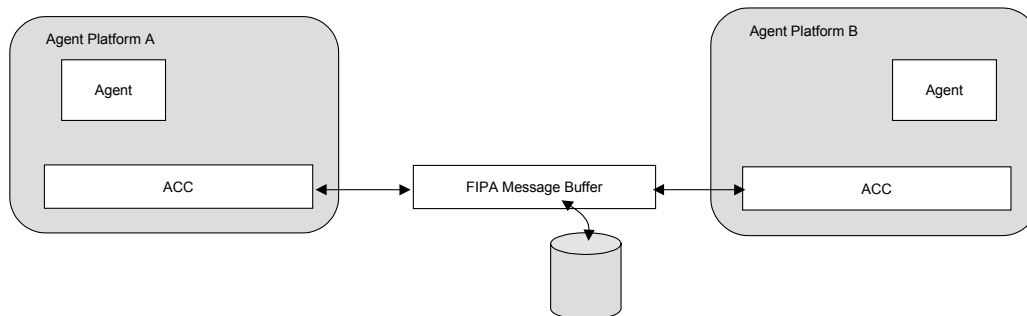 Agent Platform A
Agent Platform B
Agent
Agent
ACC
FIPA Message Buffer
ACC